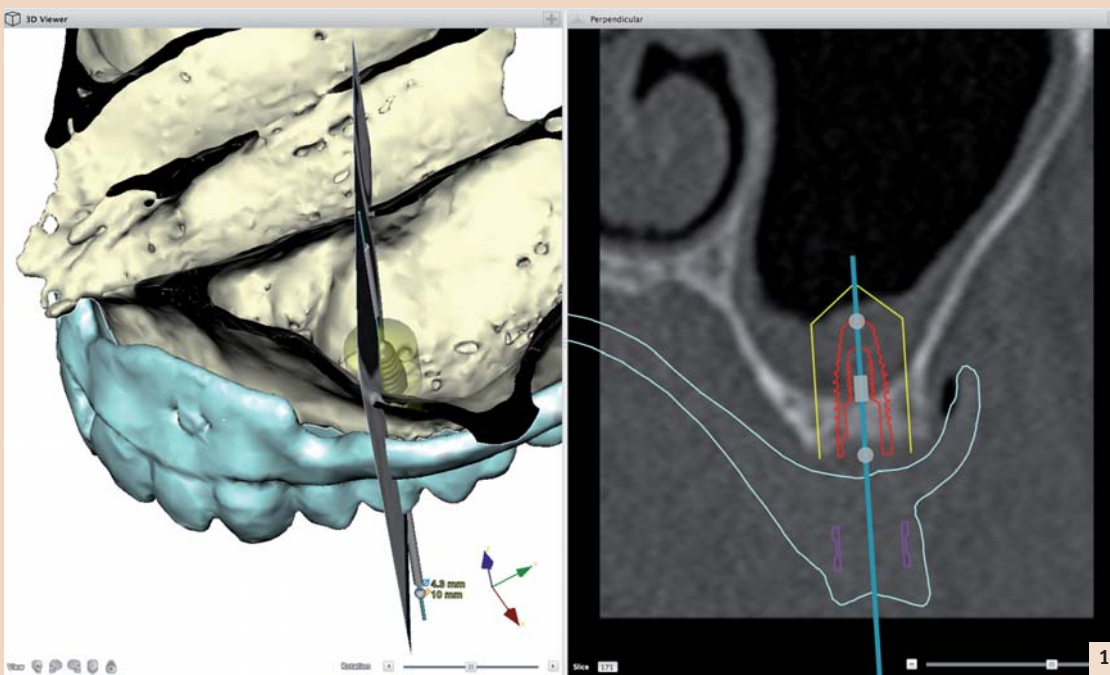 3D Viewer
Perpendicular
4.3 mm
10 mm
View
Rotation
Slice 171
1